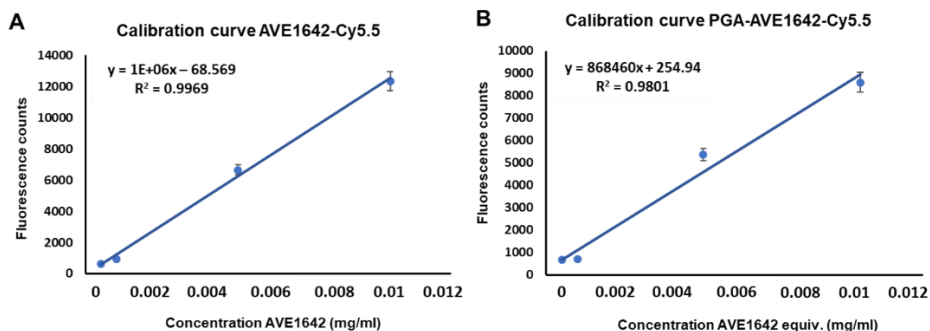 A
Calibration curve AVE1642-Cy5.5
y = 1E+06x – 68.569
R² = 0.9969
Fluorescence counts
14000
12000
10000
8000
6000
4000
2000
0
0 0.002 0.004 0.006 0.008 0.01 0.012
Concentration AVE1642 (mg/ml)
B
Calibration curve PGA-AVE1642-Cy5.5
y = 868460x + 254.94
R² = 0.9801
Fluorescence counts
10000
9000
8000
7000
6000
5000
4000
3000
2000
1000
0
0 0.002 0.004 0.006 0.008 0.01 0.012
Concentration AVE1642 equiv. (mg/ml)